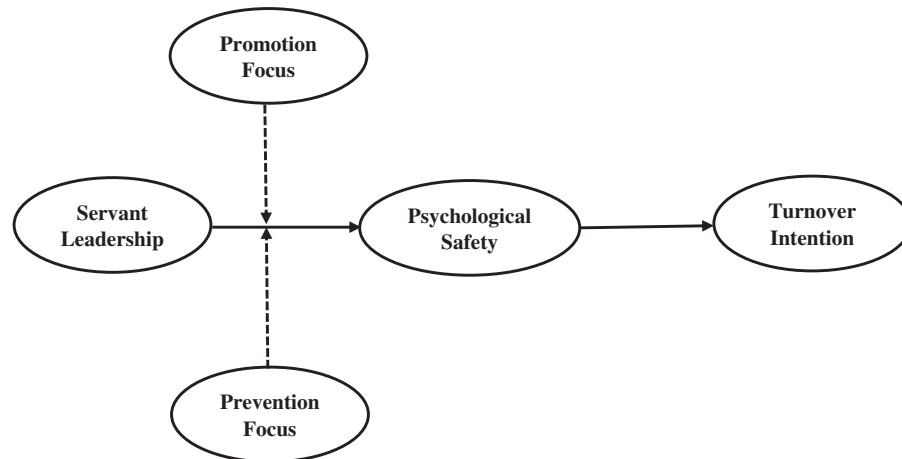 Promotion
Focus
Servant
Leadership
Psychological
Safety
Turnover
Intention
Prevention
Focus